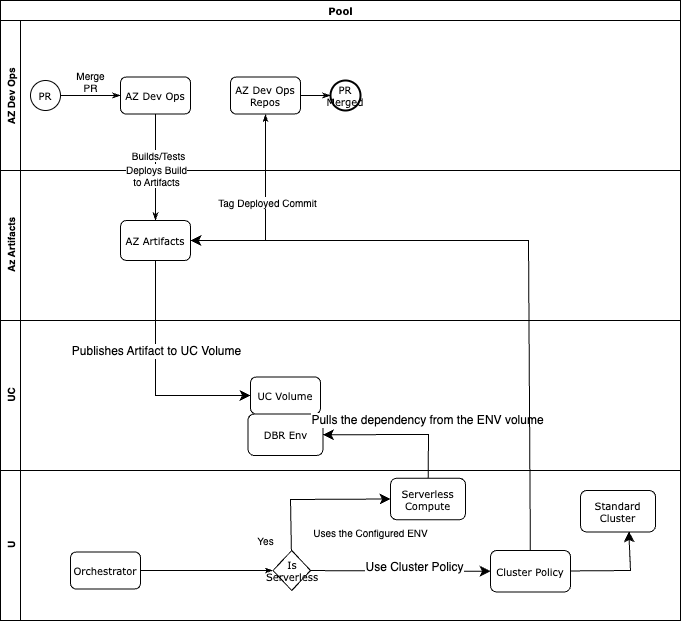 Pool
AZ Dev Ops
PR
Merge
PR
AZ Dev Ops
AZ Dev Ops
Repos
PR
Merged
Builds/Tests
Deploys Build
to Artifacts
Az Artifacts
Tag Deployed Commit
AZ Artifacts
UC
Publishes Artifact to UC Volume
UC Volume
Pulls the dependency from the ENV volume
DBR Env
U
Serverless
Compute
Standard
Cluster
Yes
Uses the Configured ENV
Orchestrator
Is
Serverless
Use Cluster Policy
Cluster Policy